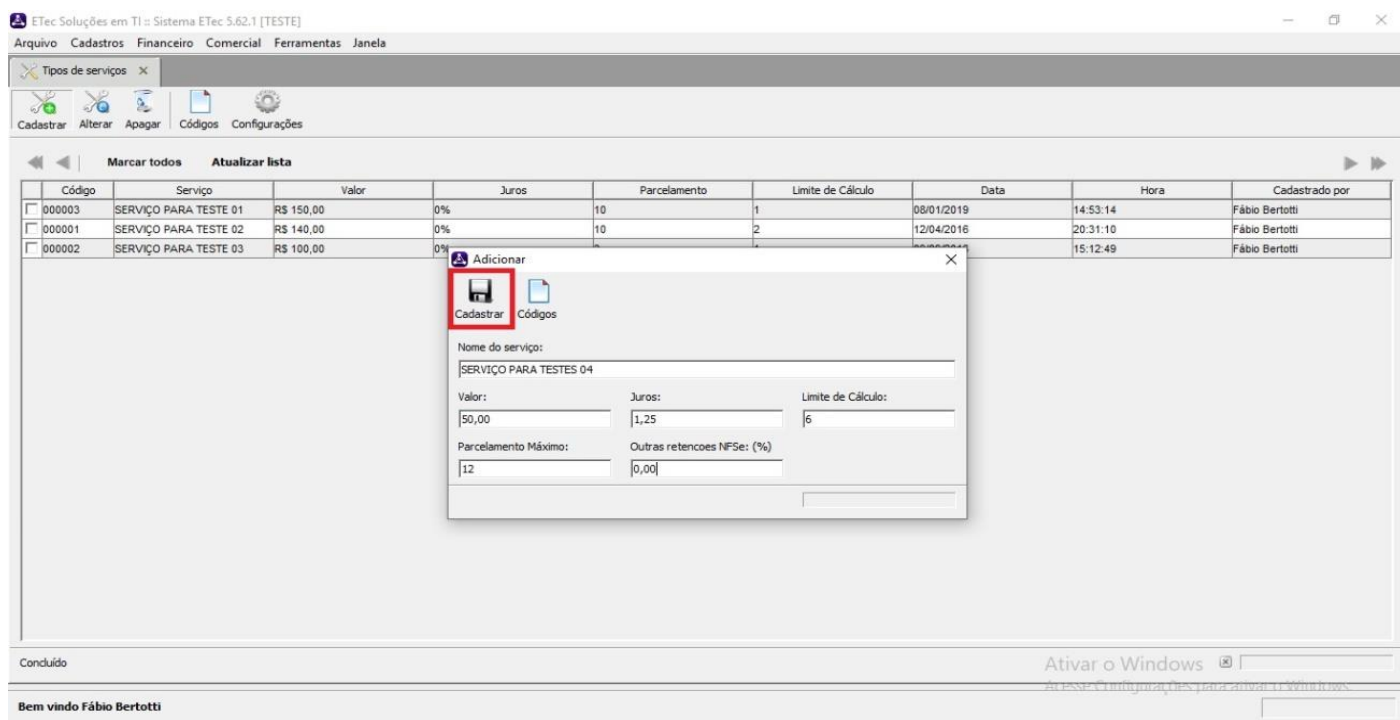 ETec Soluções em TI :: Sistema ETec 5.62.1 [TESTE]
Arquivo Cadastros Financeiro Comercial Ferramentas Janela
Tipos de serviços
Cadastrar Alterar Apagar Códigos Configurações
Marcar todos Atualizar lista
Código Serviço Valor Juros Parcelamento Limite de Cálculo Data Hora Cadastrado por
000003 SERVIÇO PARA TESTE 01 R$ 150,00 0% 10 1 08/01/2019 14:53:14 Fábio Bertotti
000001 SERVIÇO PARA TESTE 02 R$ 140,00 0% 10 2 12/04/2016 20:31:10 Fábio Bertotti
000002 SERVIÇO PARA TESTE 03 R$ 100,00 0% 15:12:49 Fábio Bertotti
Adicionar
Cadastrar Códigos
Nome do serviço:
SERVIÇO PARA TESTES 04
Valor: Juros: Limite de Cálculo:
50,00 1,25 6
Parcelamento Máximo: Outras retencoes NFSe: (%)
12 0,00
Concluído
Ativar o Windows
Acesse Configurações para ativar o Windows.
Bem vindo Fábio Bertotti